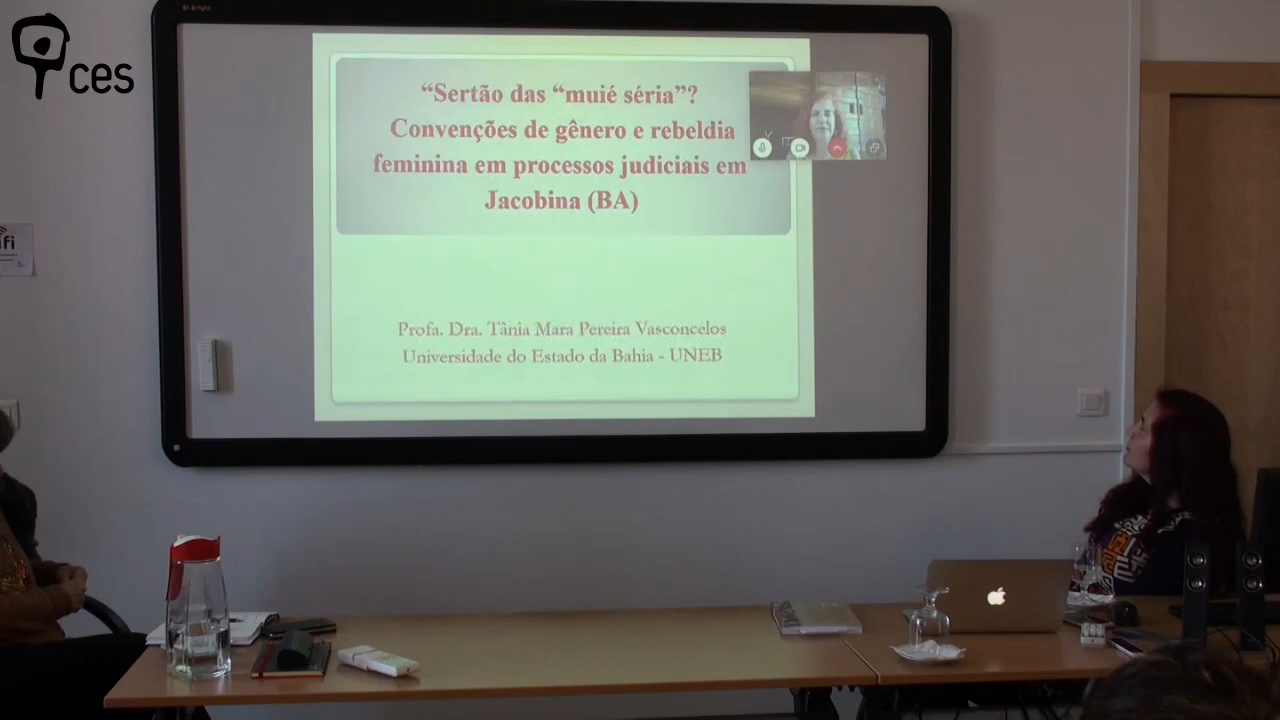 ces
“Sertão das “muié séria”?
Convenções de gênero e rebeldia
feminina em processos judiciais em
Jacobina (BA)
Profa. Dra. Tânia Mara Pereira Vasconcelos
Universidade do Estado da Bahia - UNEB
ifi